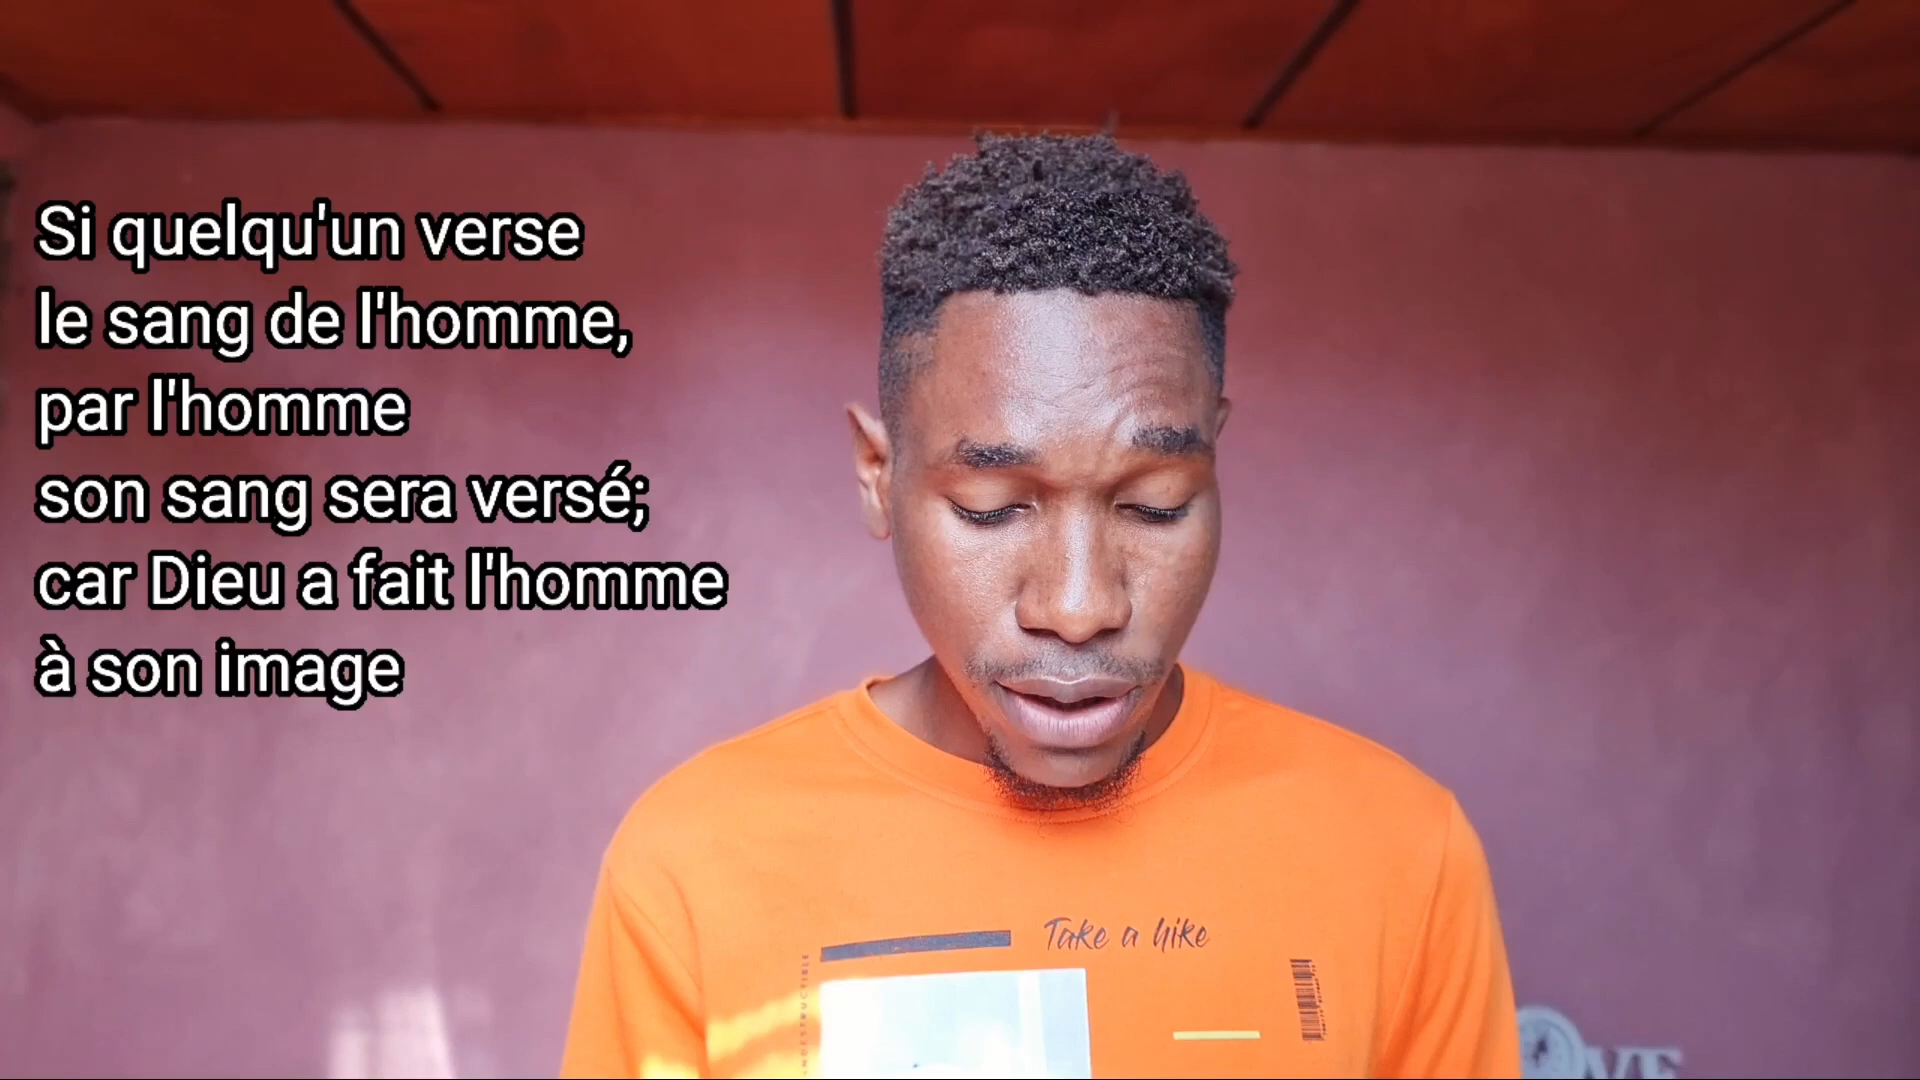 Si quelqu'un verse
le sang de l'homme,
par l'homme
son sang sera versé;
car Dieu a fait l'homme
à son image
Take a hike
INDESTRUCTIBLE